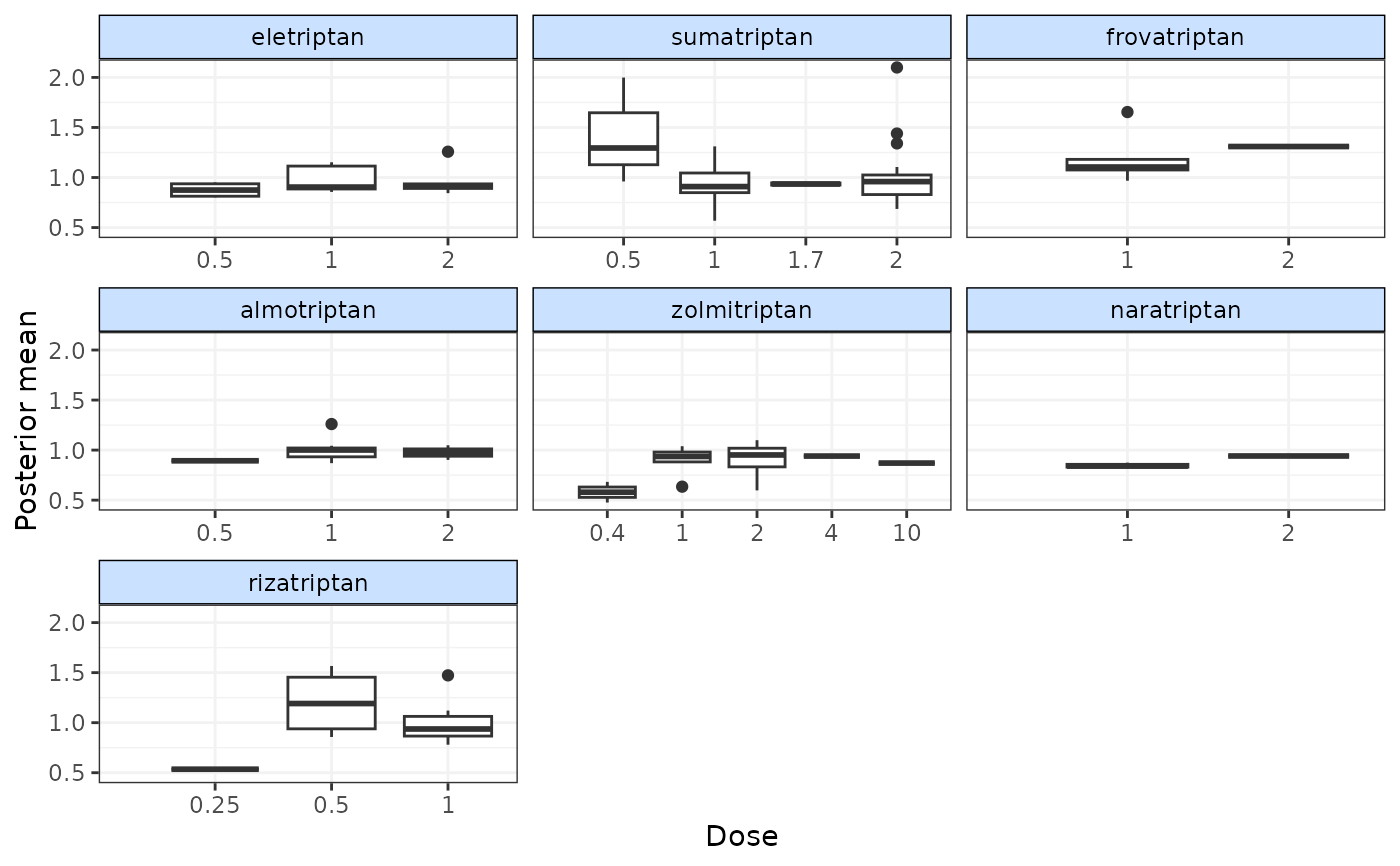 eletriptan sumatriptan frovatriptan
2.0
1.5
1.0
0.5
0.5 1 2 0.5 1 1.7 2 1 2
almotriptan zolmitriptan naratriptan
2.0
1.5
1.0
0.5
0.5 1 2 0.4 1 2 4 10 1 2
Posterior mean
rizatriptan
2.0
1.5
1.0
0.5
0.25 0.5 1
Dose